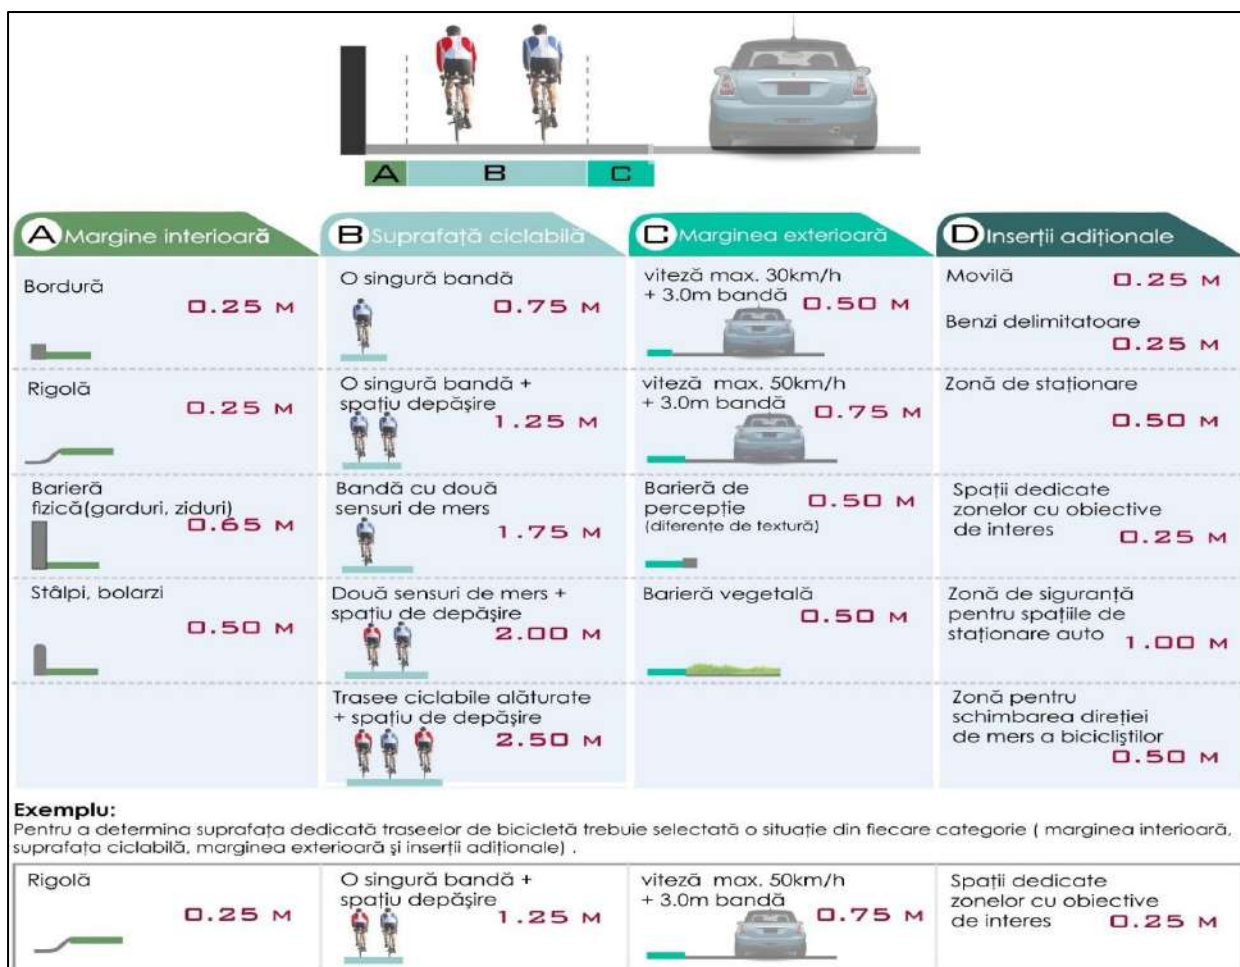 A B C
A Margine interioară
B Suprafață ciclabilă
C Marginea exterioară
D Inserții adiționale
Bordură
0.25 M
O singură bandă
0.75 M
viteză max. 30km/h
+ 3.0m bandă
0.50 M
Movilă
0.25 M
Benzi delimitatoare
0.25 M
Rigolă
0.25 M
O singură bandă +
spațiu depășire
1.25 M
viteză max. 50km/h
+ 3.0m bandă
0.75 M
Zonă de staționare
0.50 M
Barieră
fizică(garduri, ziduri)
0.65 M
Bandă cu două
sensuri de mers
1.75 M
Barieră de
percepție
(diferențe de textură)
0.50 M
Spații dedicate
zonelor cu obiective
de interes
0.25 M
Stâlpi, bolarzi
0.50 M
Două sensuri de mers +
spațiu de depășire
2.00 M
Barieră vegetală
0.50 M
Zonă de siguranță
pentru spațiile de
staționare auto
1.00 M
Trasee ciclabile alăturate
+ spațiu de depășire
2.50 M
Zonă pentru
schimbarea direției
de mers a bicicliștilor
0.50 M
Exemplu:
Pentru a determina suprafața dedicată traseelor de bicicletă trebuie selectată o situație din fiecare categorie ( marginea interioară,
suprafața ciclabilă, marginea exterioară și inserții adiționale) .
Rigolă
0.25 M
O singură bandă +
spațiu depășire
1.25 M
viteză max. 50km/h
+ 3.0m bandă
0.75 M
Spații dedicate
zonelor cu obiective
de interes
0.25 M